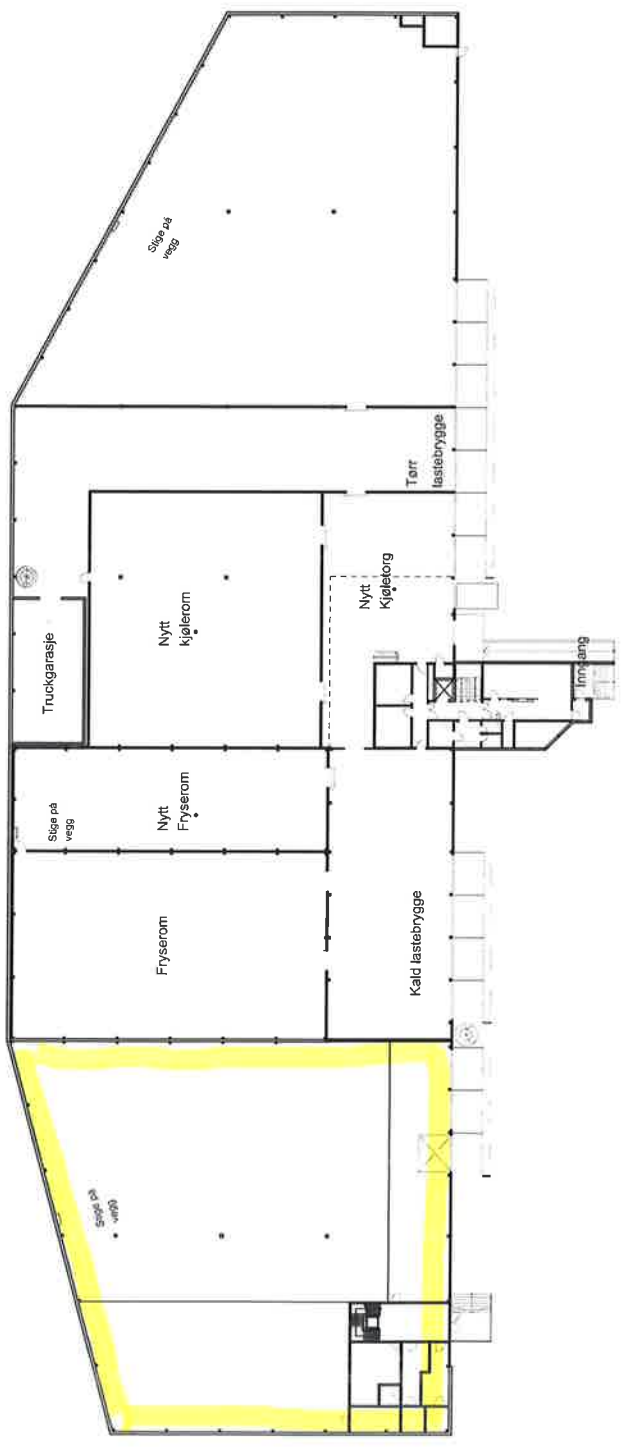 Stige på
vegg
Tørr
lastebrygge
Nytt
Kjøletorg
Nytt
kjølerom
Truckgarasje
Inngang
Stige på
vegg
Nytt
Fryserom
Fryserom
Kald lastebrygge
Stige på
vegg